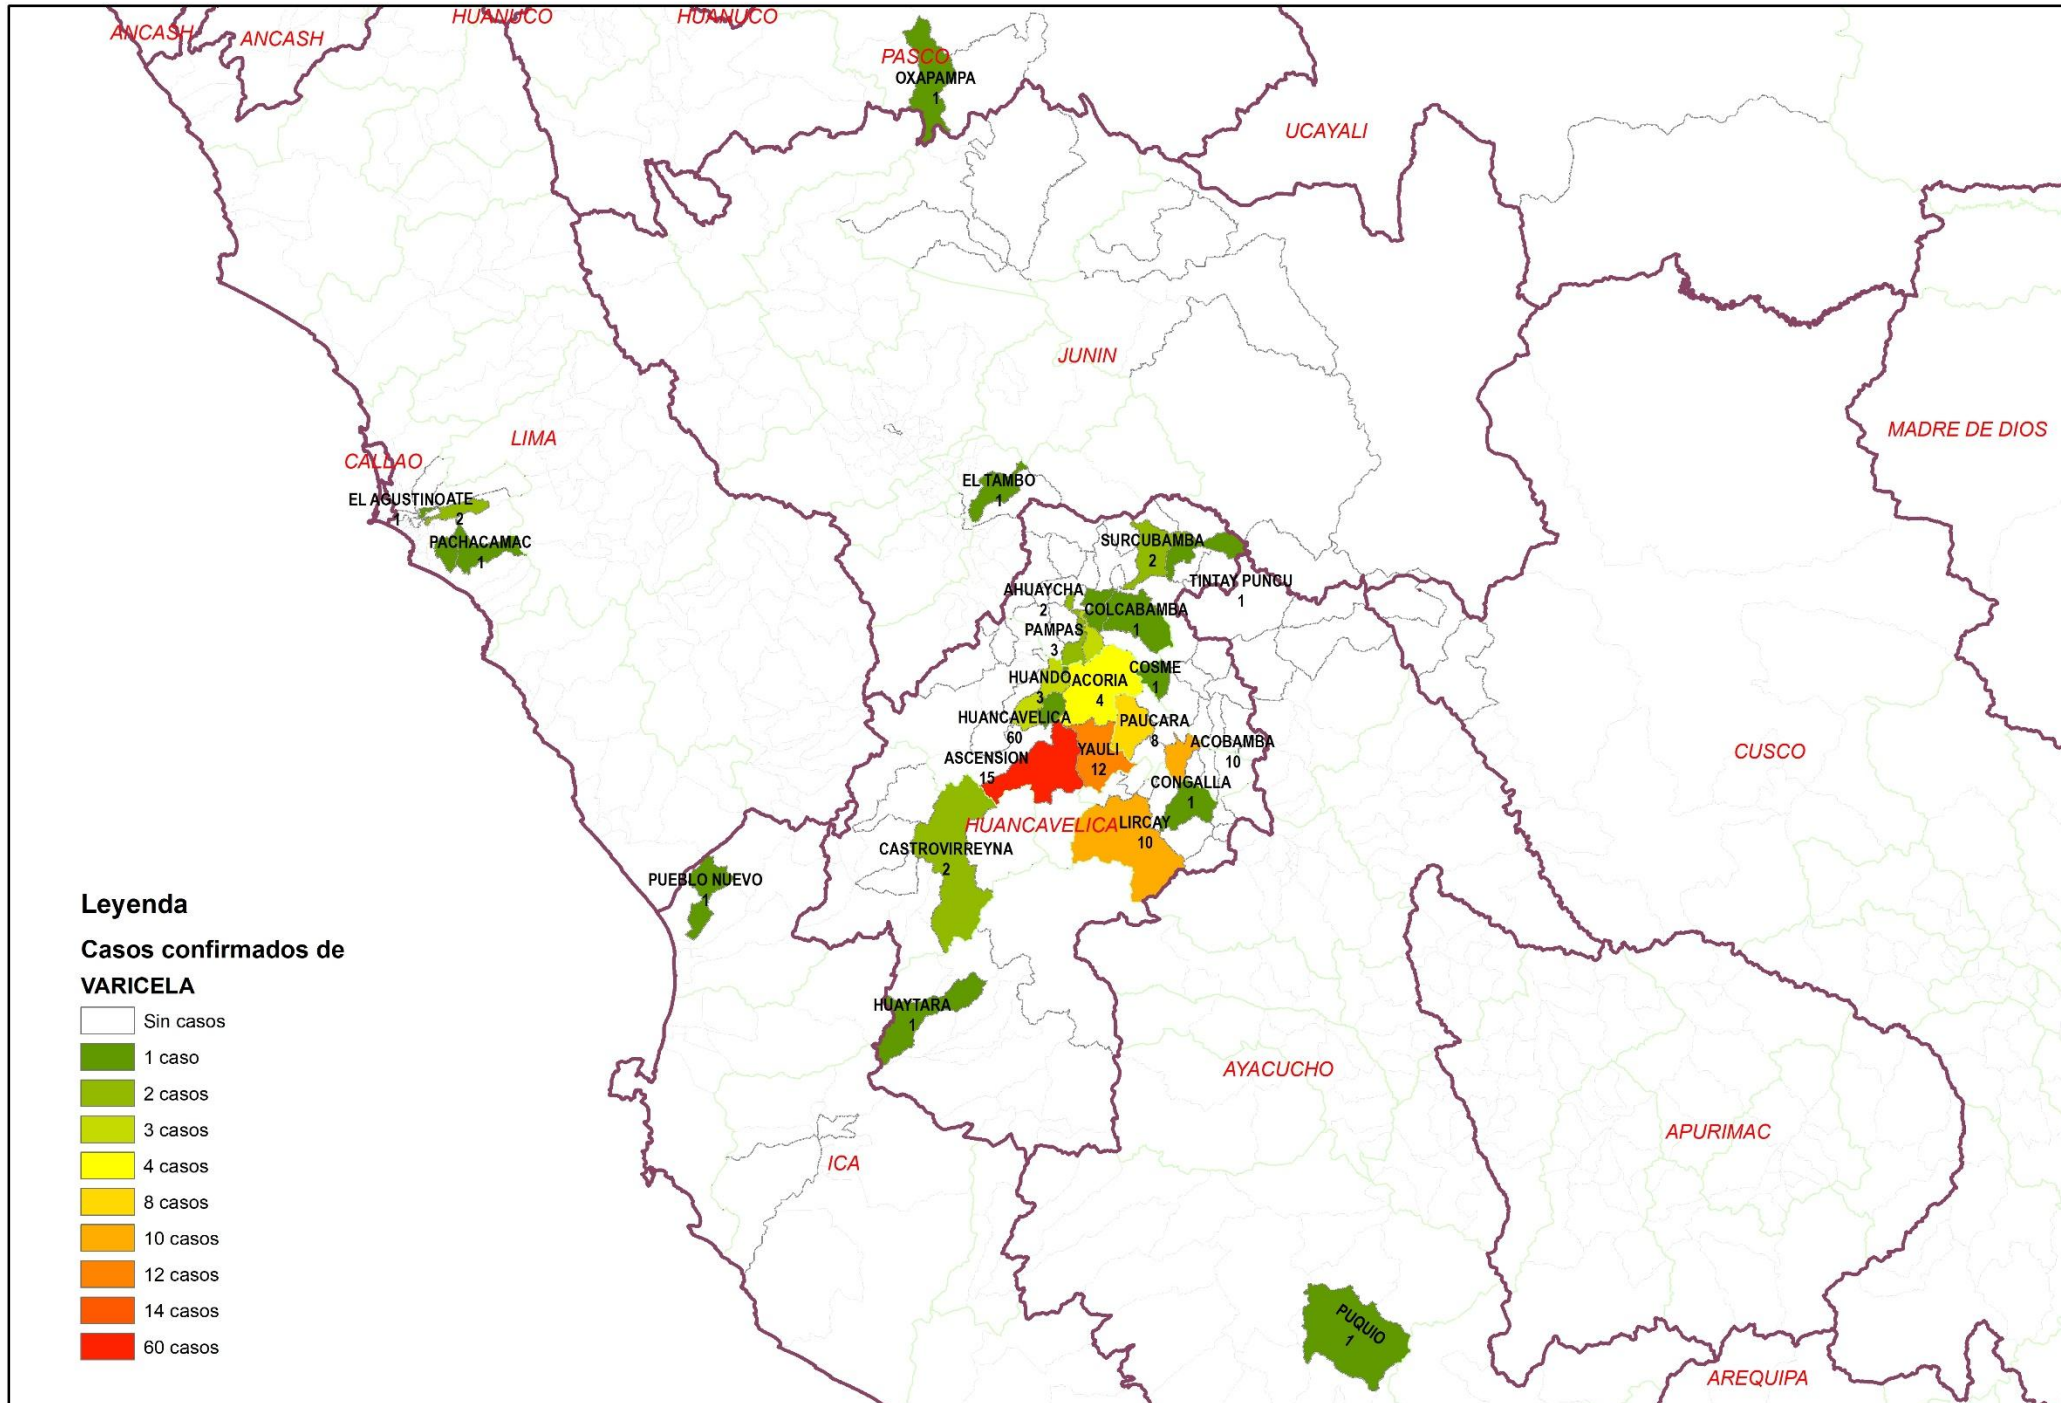 ANCASH
ANCASH
HUANUCO
HUANUCO
PASCO
OXAPAMPA
1
UCAYALI
JUNIN
LIMA
CALLAO
MADRE DE DIOS
EL AGUSTINOATE
1
2
PACHACAMAC
1
EL TAMBO
1
SURCUBAMBA
2
TINTAY PUNCU
1
AHUAYCHA
2
COLCABAMBA
1
PAMPAS
3
COSME
1
HUANDO
3
ACORIA
4
HUANCAVELICA
60
PAUCARA
8
YAULI
12
ACOBAMBA
10
ASCENSION
15
CONGALLA
1
CUSCO
HUANCAVELICA
LIRCAY
10
CASTROVIRREYNA
2
PUEBLO NUEVO
1
HUAYTARA
1
AYACUCHO
APURIMAC
ICA
PUQUIO
1
AREQUIPA
Leyenda
Casos confirmados de
VARICELA
Sin casos
1 caso
2 casos
3 casos
4 casos
8 casos
10 casos
12 casos
14 casos
60 casos